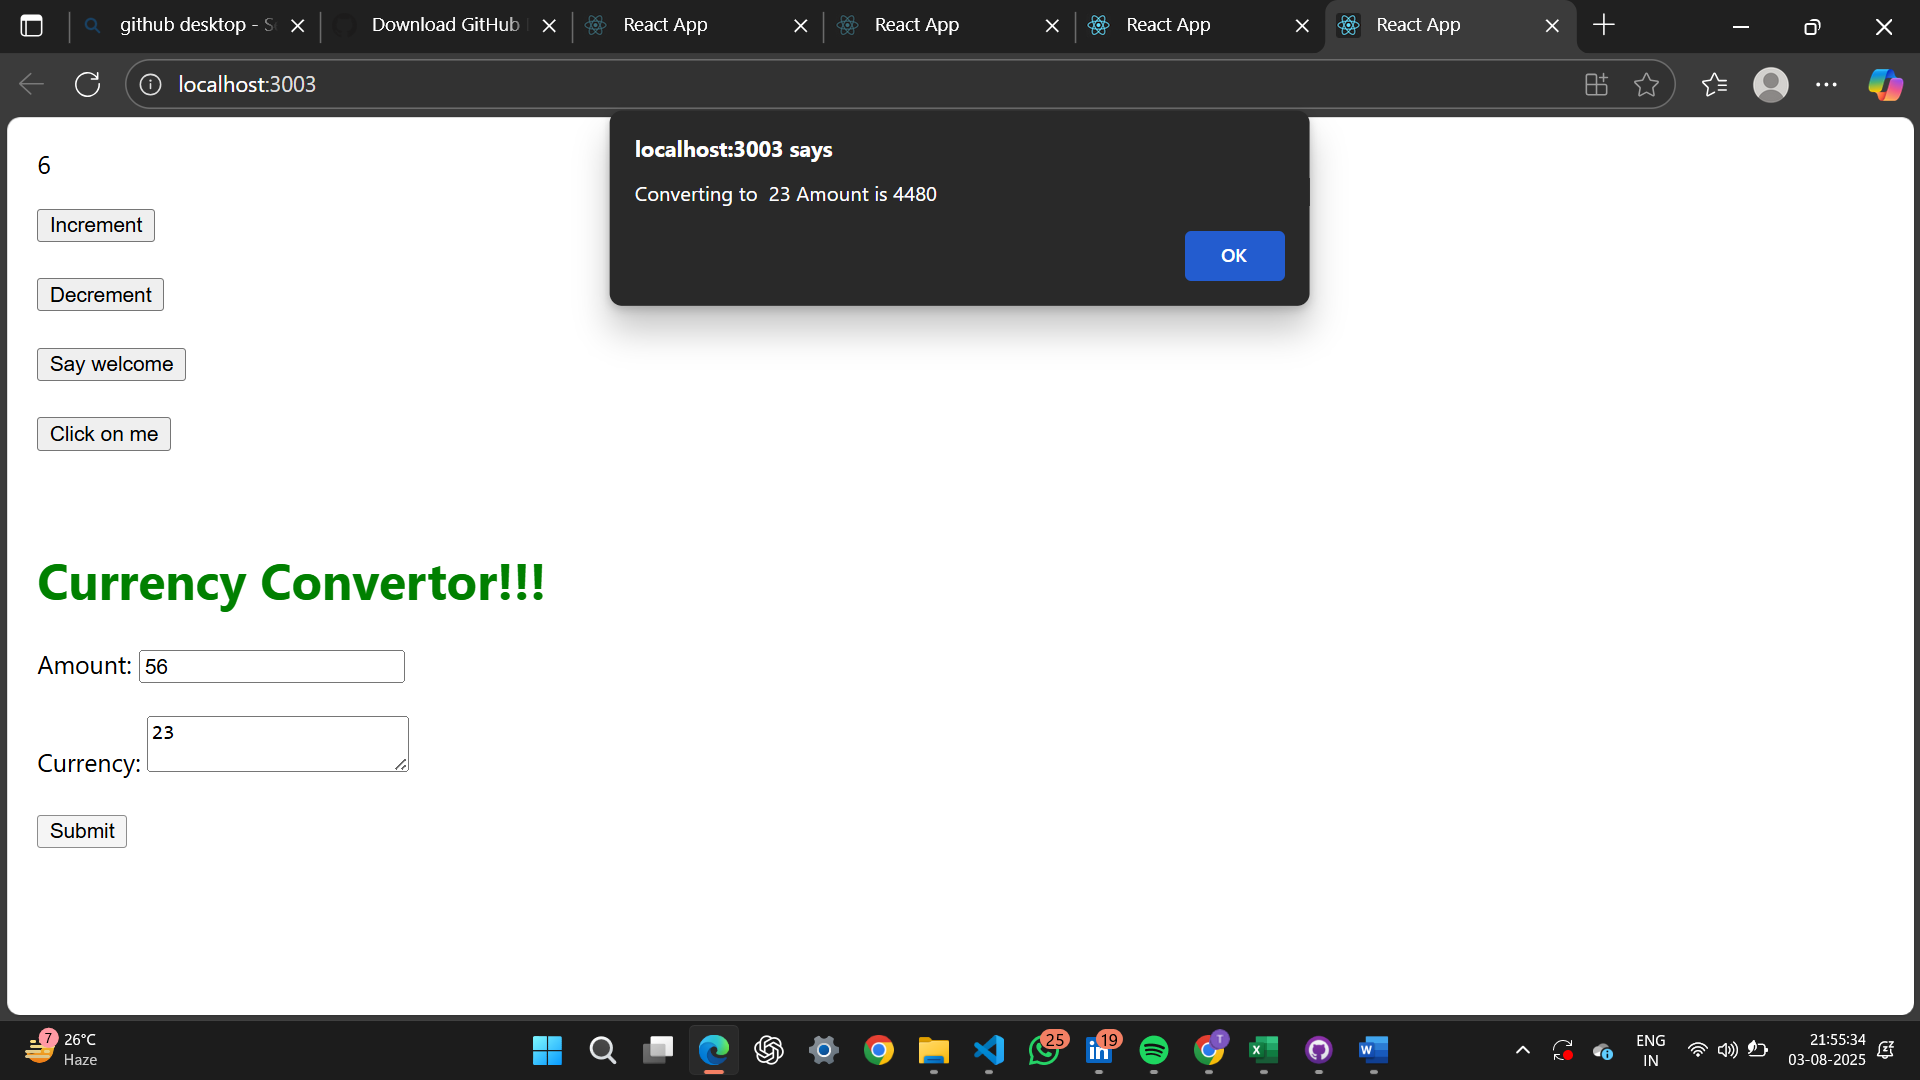 github desktop - S
Download GitHub
React App
React App
React App
React App
localhost:3003
localhost:3003 says
Converting to  23 Amount is 4480
OK
6
Increment
Decrement
Say welcome
Click on me
Currency Convertor!!!
Amount: 56
Currency: 23
Submit
7
26°C
Haze
25
19
T
ENG
IN
21:55:34
03-08-2025